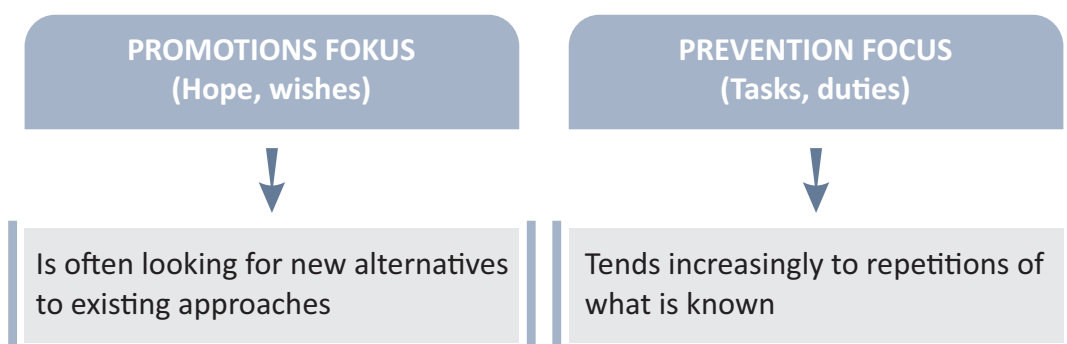 PROMOTIONS FOKUS
(Hope, wishes)
Is often looking for new alternatives
to existing approaches
PREVENTION FOCUS
(Tasks, duties)
Tends increasingly to repetitions of
what is known